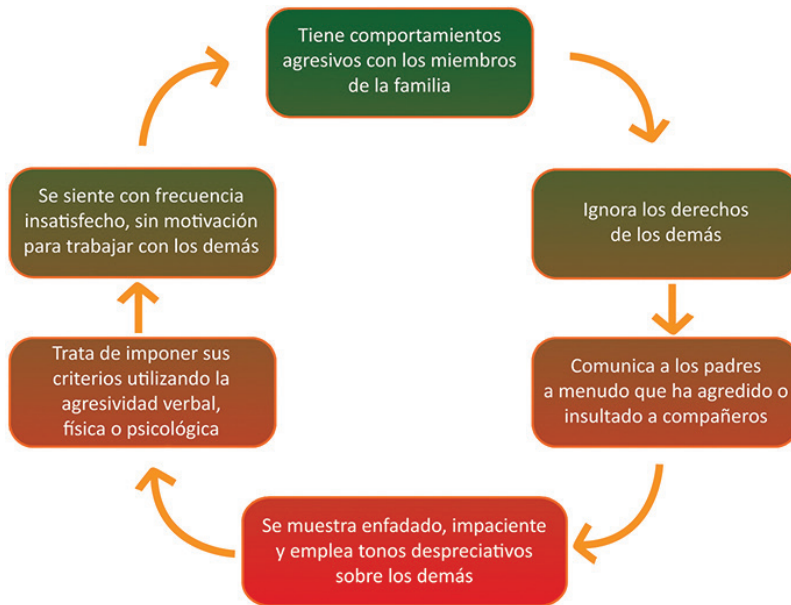 Tiene comportamientos
agresivos con los miembros
de la familia
Ignora los derechos
de los demás
Comunica a los padres
a menudo que ha agredido o
insultado a compañeros
Se muestra enfadado, impaciente
y emplea tonos despreciativos
sobre los demás
Trata de imponer sus
criterios utilizando la
agresividad verbal,
física o psicológica
Se siente con frecuencia
insatisfecho, sin motivación
para trabajar con los demás